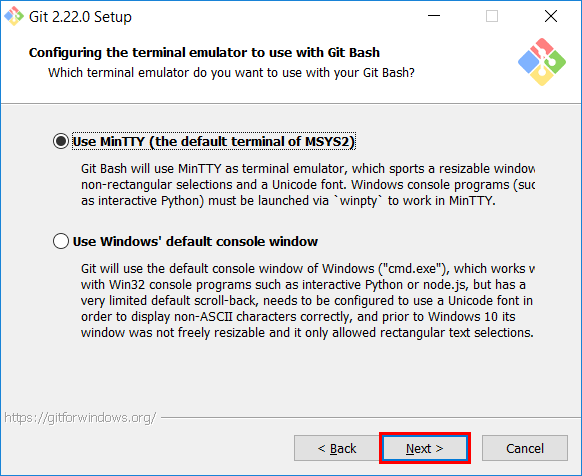 Git 2.22.0 Setup
Configuring the terminal emulator to use with Git Bash
Which terminal emulator do you want to use with your Git Bash?
Use MinTTY (the default terminal of MSYS2)
Git Bash will use MinTTY as terminal emulator, which sports a resizable window
non-rectangular selections and a Unicode font. Windows console programs (suc
as interactive Python) must be launched via `winpty` to work in MinTTY.
Use Windows' default console window
Git will use the default console window of Windows ("cmd.exe"), which works w
with Win32 console programs such as interactive Python or node.js, but has a
very limited default scroll-back, needs to be configured to use a Unicode font in
order to display non-ASCII characters correctly, and prior to Windows 10 its
window was not freely resizable and it only allowed rectangular text selections.
https://gitforwindows.org/
< Back Next > Cancel